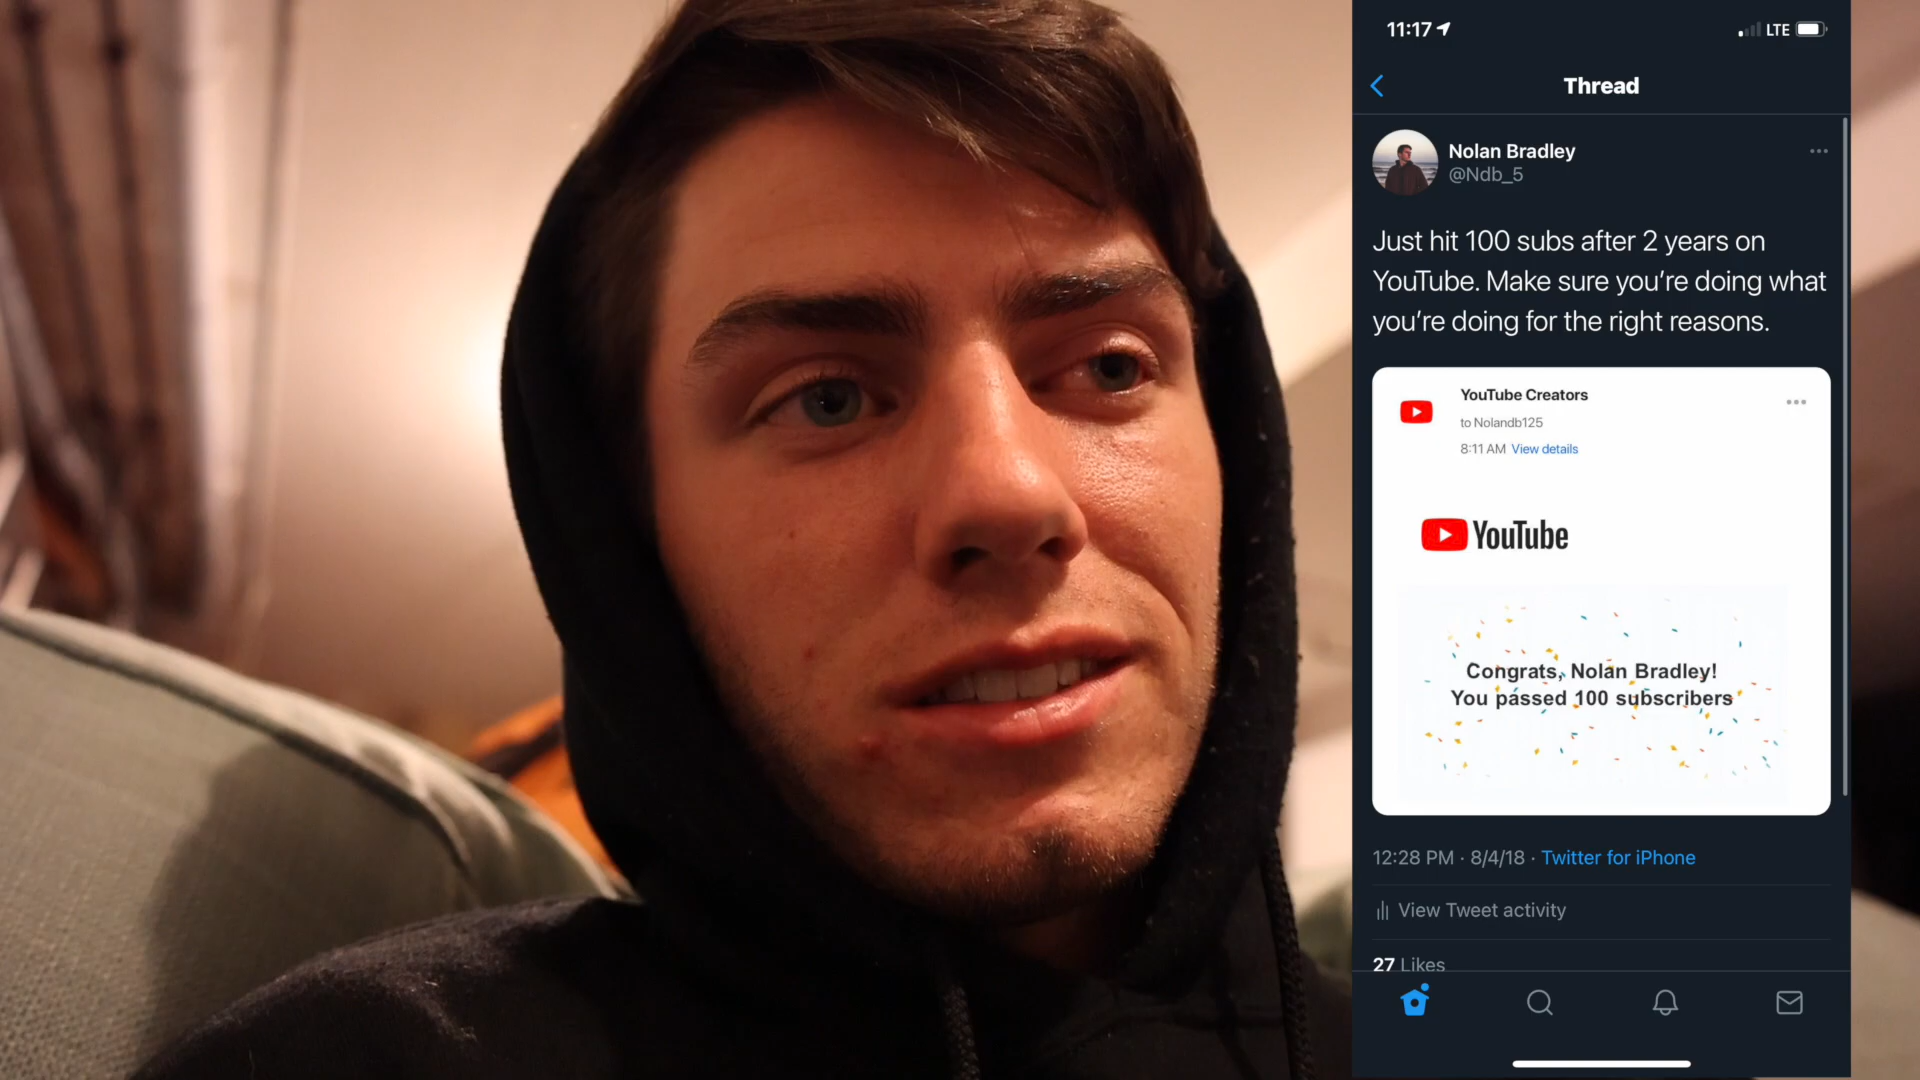 11:17
LTE
Thread
Nolan Bradley
@Ndb_5
Just hit 100 subs after 2 years on
YouTube. Make sure you’re doing what
you’re doing for the right reasons.
YouTube Creators
to Nolandb125
8:11 AM View details
YouTube
Congrats, Nolan Bradley!
You passed 100 subscribers
12:28 PM · 8/4/18 · Twitter for iPhone
View Tweet activity
27 Likes